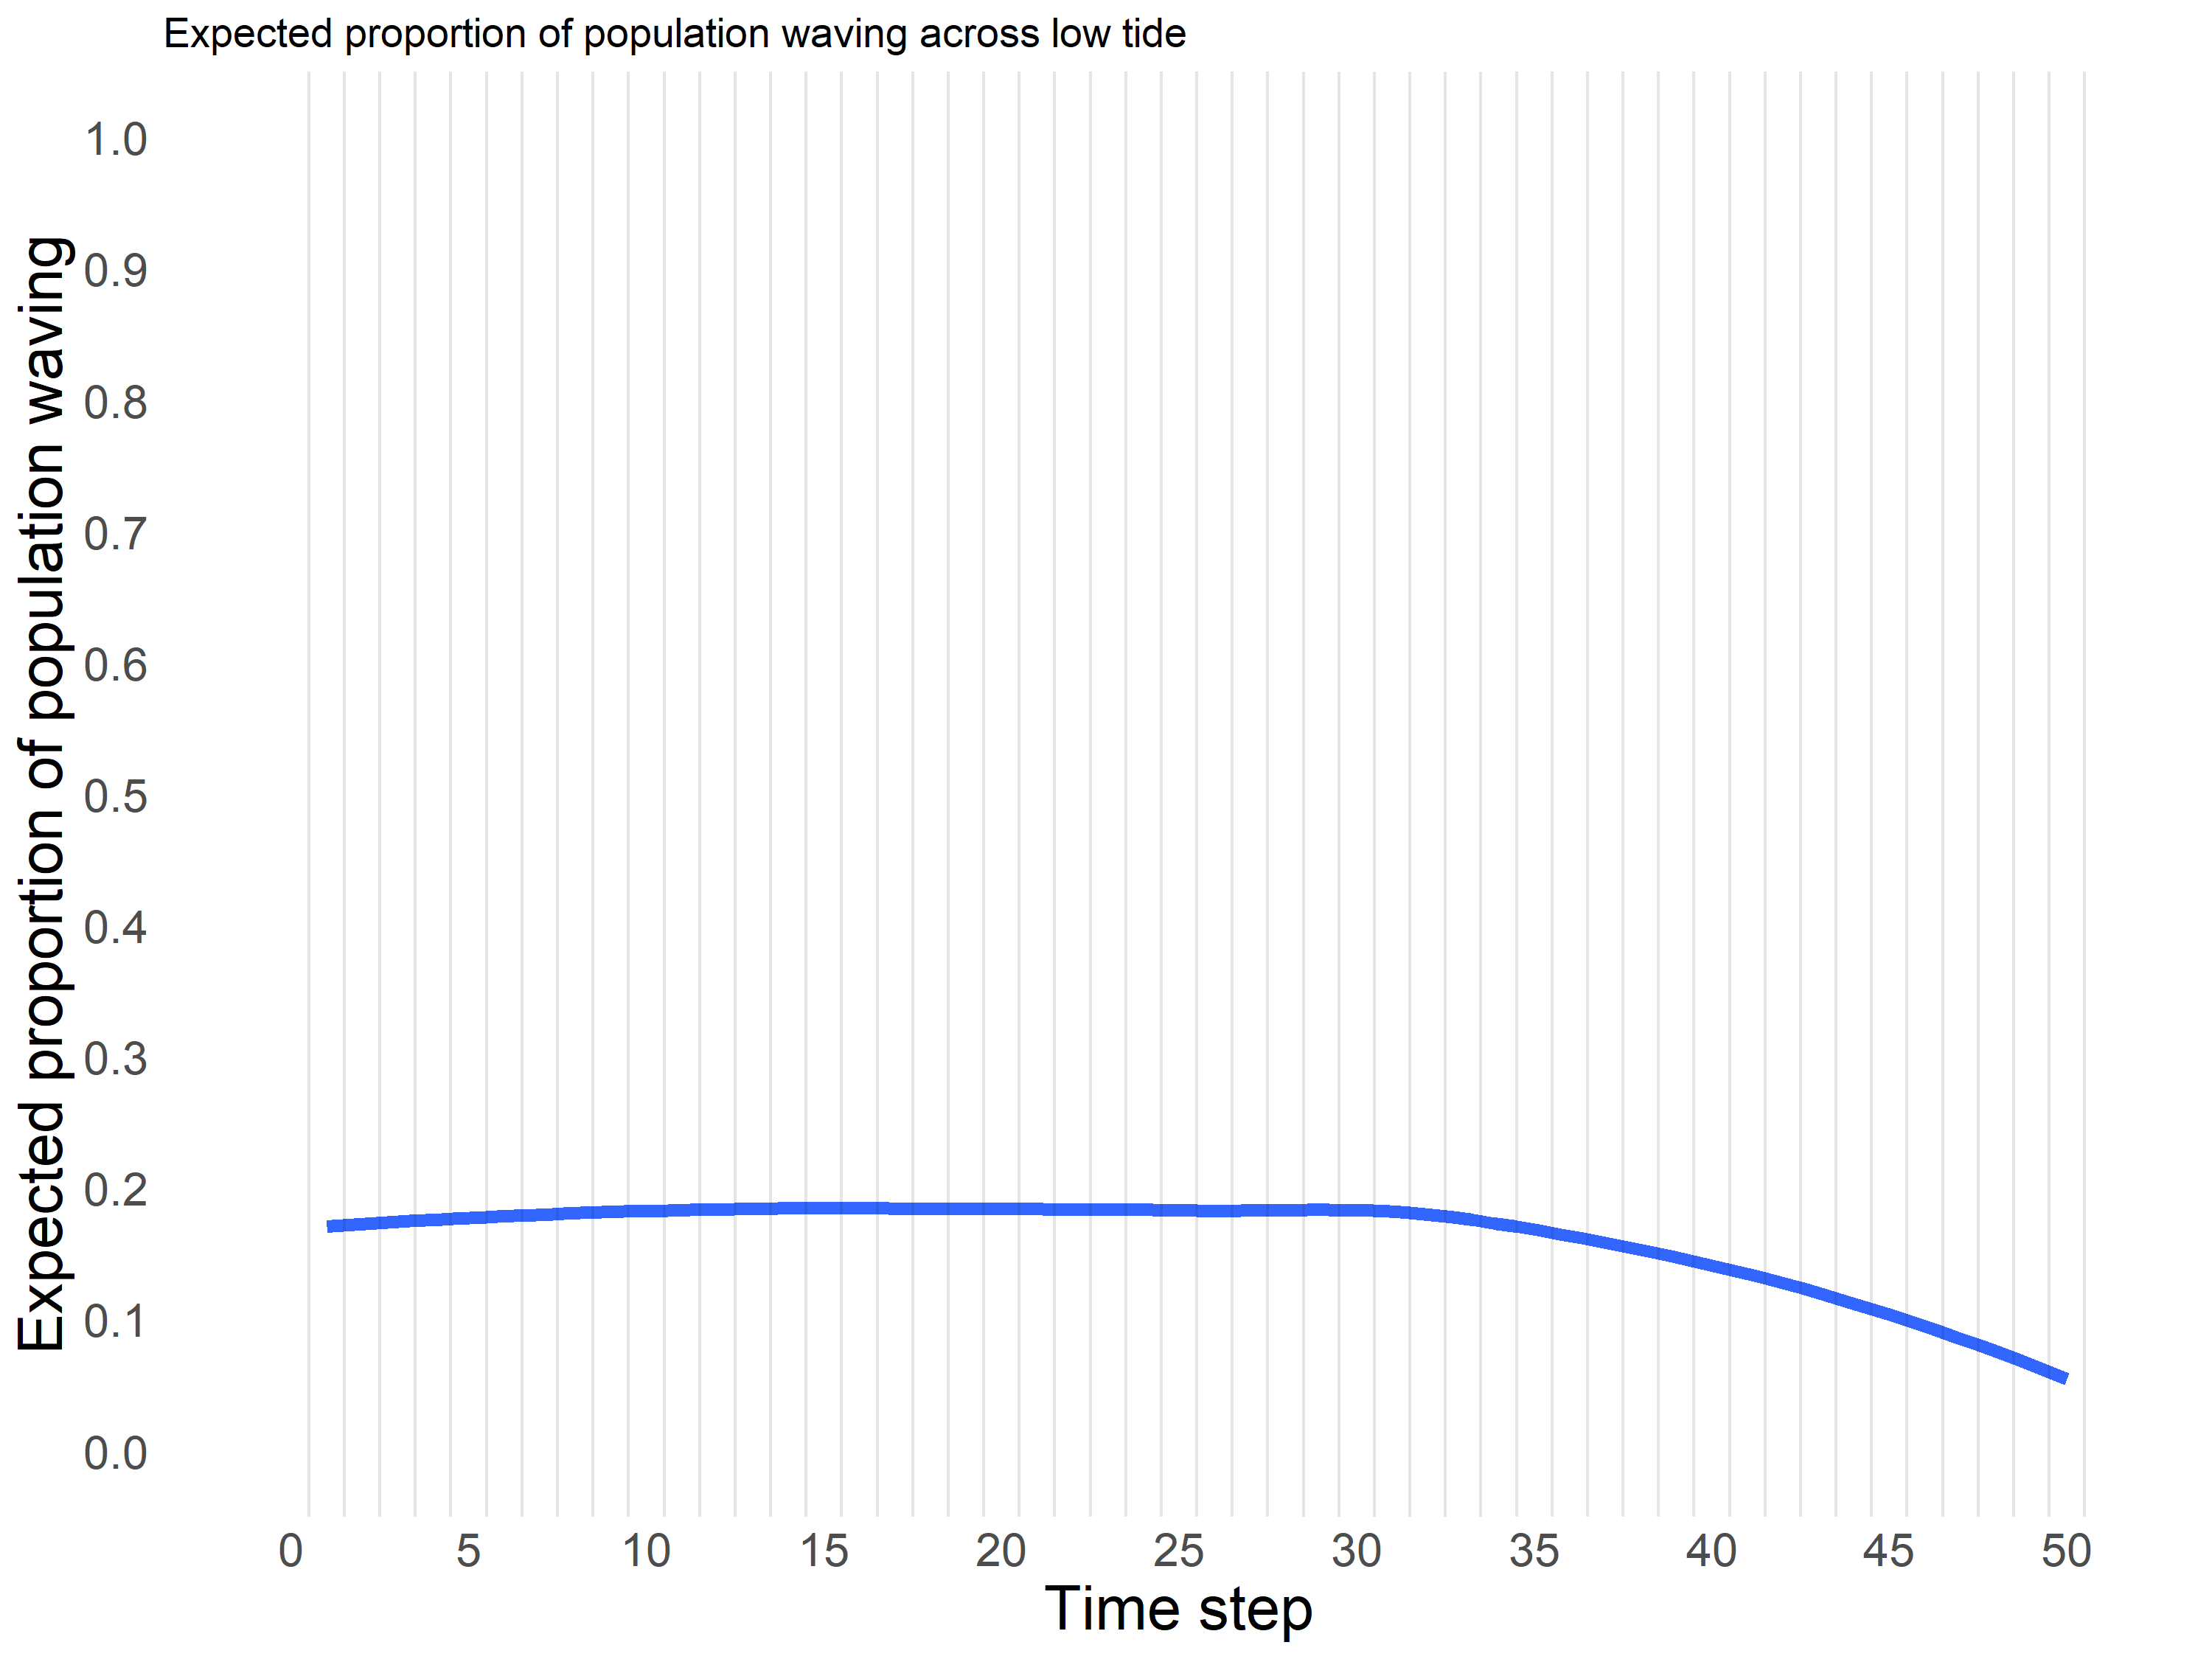 Expected proportion of population waving across low tide
Expected proportion of population waving
1.0
0.9
0.8
0.7
0.6
0.5
0.4
0.3
0.2
0.1
0.0
0 5 10 15 20 25 30 35 40 45 50
Time step